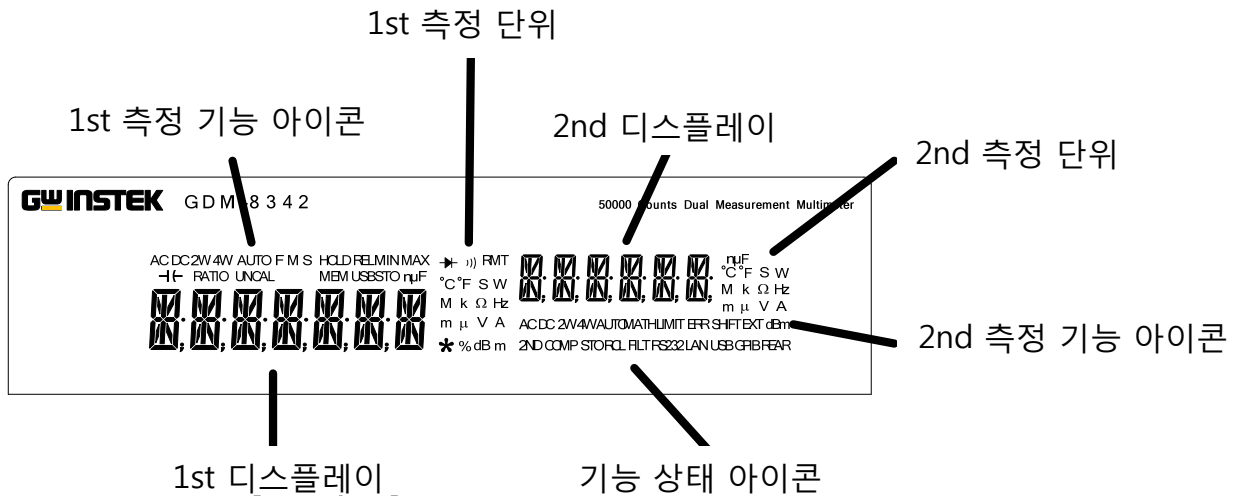 1st 측정 단위
1st 측정 기능 아이콘
2nd 디스플레이
2nd 측정 단위
GW INSTEK GDM-8342
50000 Counts Dual Measurement Multimeter
AC DC 2W 4W AUTO F M S HOLD REL MIN MAX
RATIO UNCAL MEM USB STO nμF
RMT
°C °F S W
M k Ω Hz
m μ V A
% dB m
nμF
°C °F S W
M k Ω Hz
m μ V A
AC DC 2W 4W AUTO MATH LIMIT ERR SHIFT EXT dBm
2ND COMP STO RCL FILT RS232 LAN USB GPIB REAR
2nd 측정 기능 아이콘
1st 디스플레이
기능 상태 아이콘